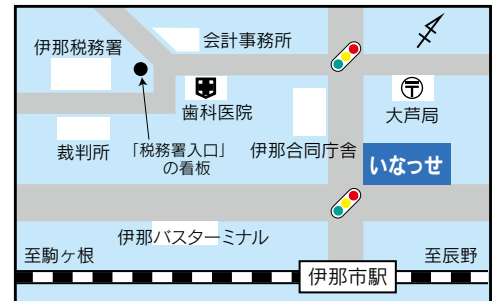 会計事務所
伊那税務署
歯科医院
〒
大芦局
裁判所
「税務署入口」
の看板
伊那合同庁舎
いなっせ
伊那バスターミナル
至駒ヶ根
至辰野
伊那市駅